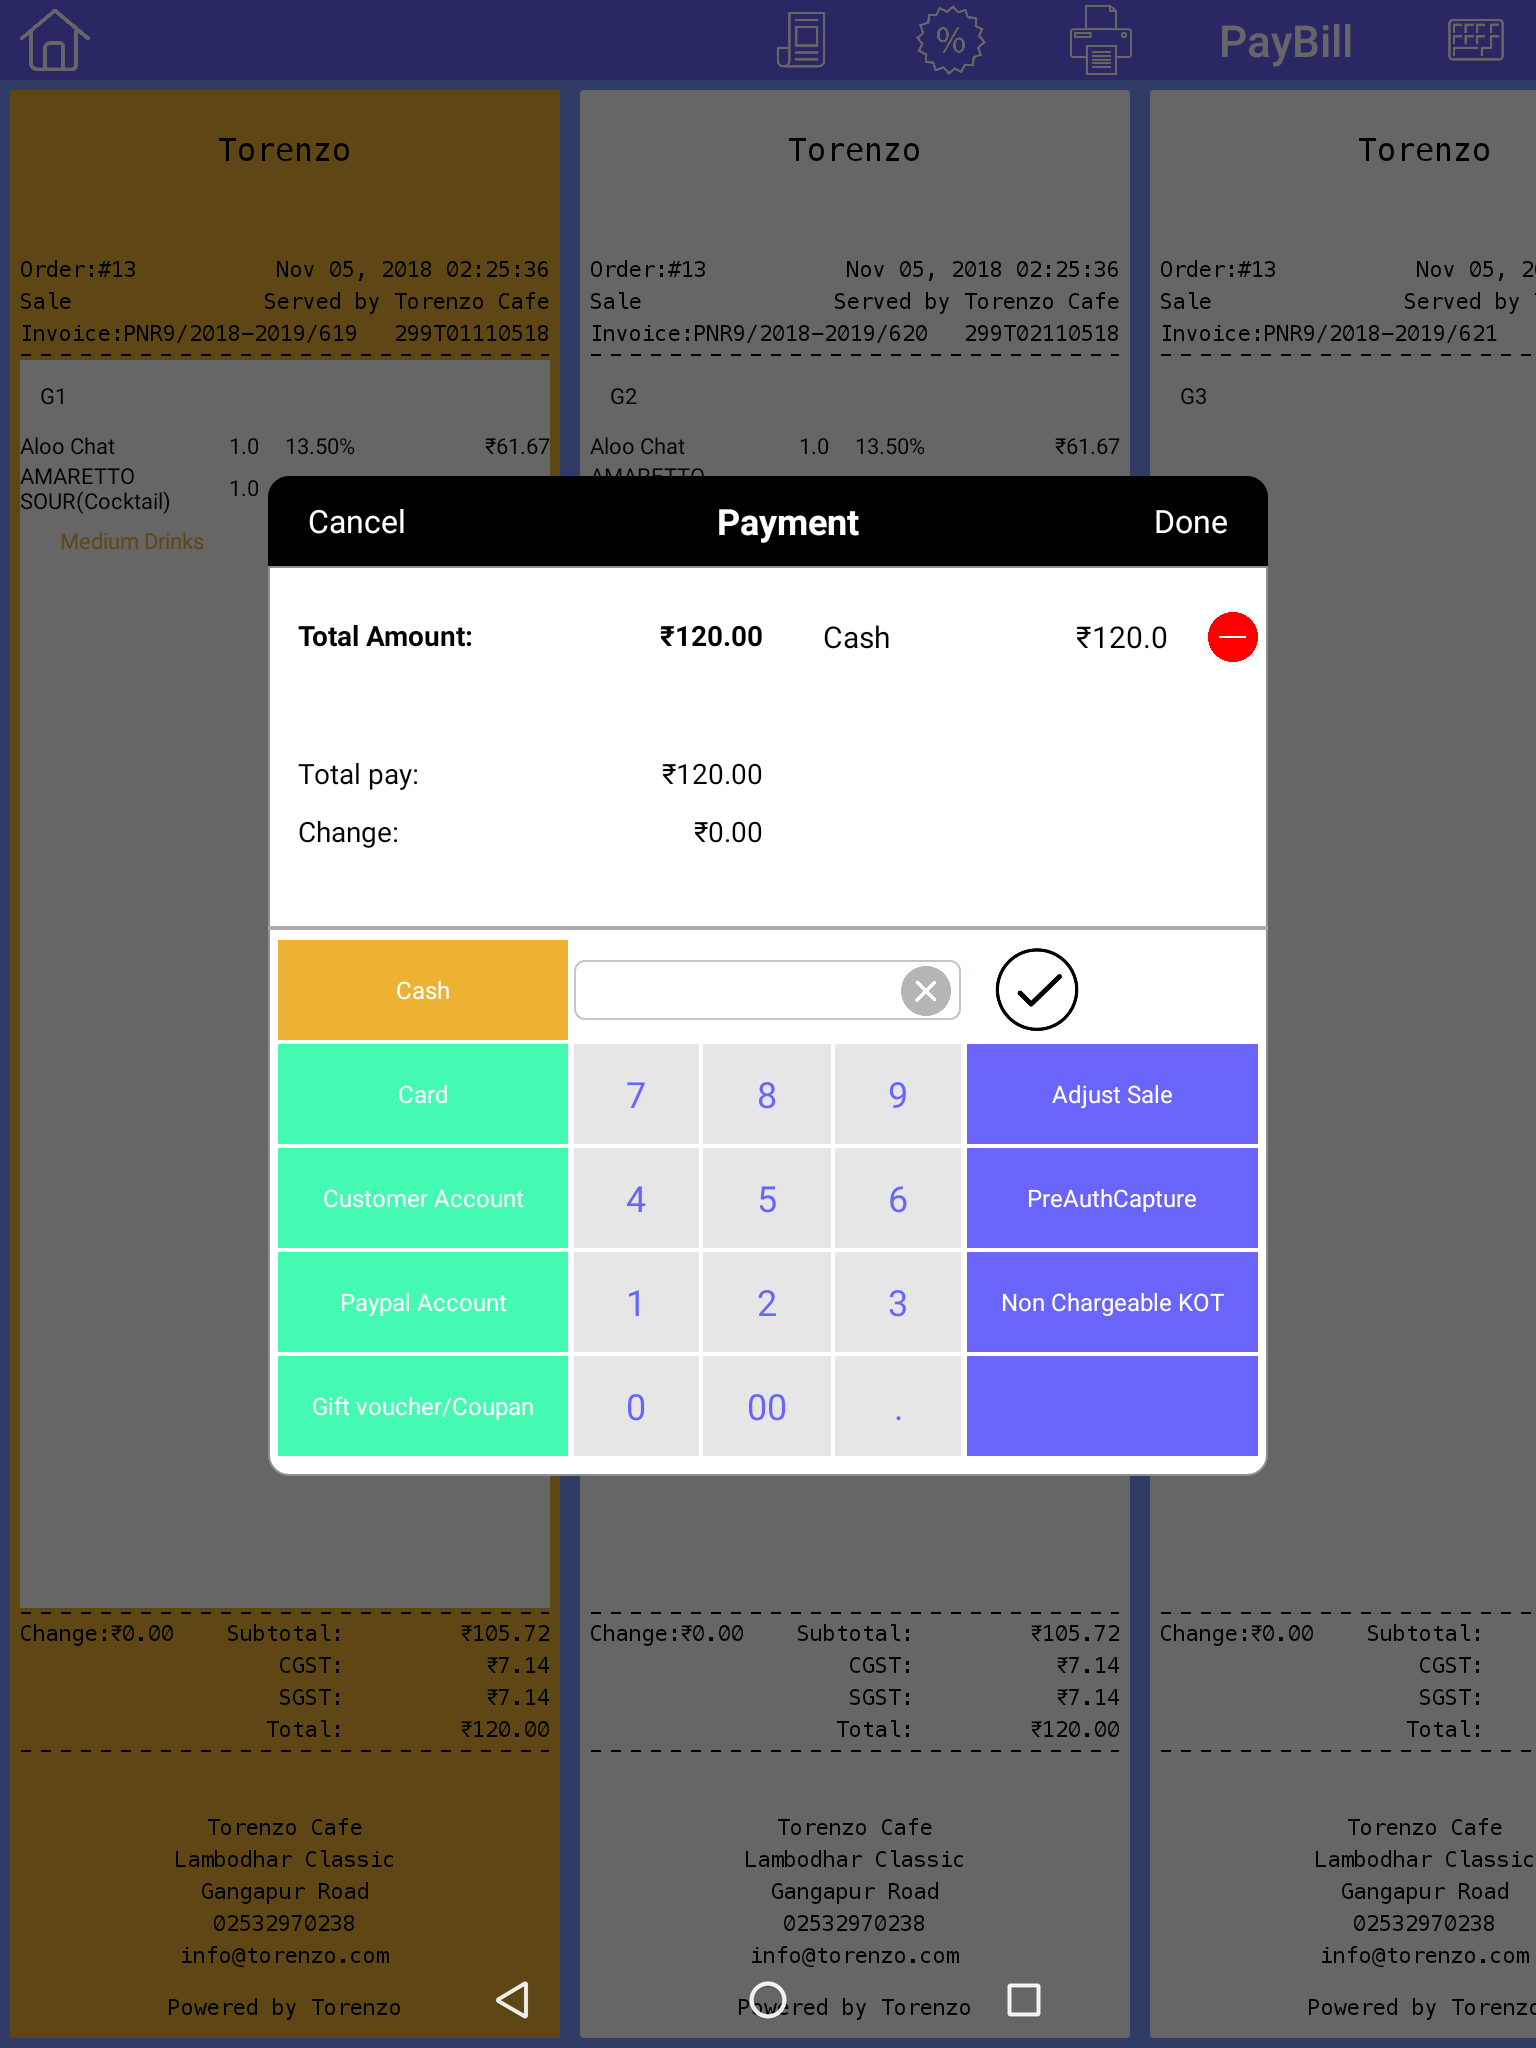 %
PayBill
Torenzo
Order:#13 Nov 05, 2018 02:25:36
Sale Served by Torenzo Cafe
Invoice:PNR9/2018-2019/619 299T01110518
G1
Aloo Chat 1.0 13.50% ₹61.67
AMARETTO
SOUR(Cocktail) 1.0
Medium Drinks
Change:₹0.00 Subtotal: ₹105.72
CGST: ₹7.14
SGST: ₹7.14
Total: ₹120.00
Torenzo Cafe
Lambodhar Classic
Gangapur Road
02532970238
info@torenzo.com
Powered by Torenzo
Torenzo
Order:#13 Nov 05, 2018 02:25:36
Sale Served by Torenzo Cafe
Invoice:PNR9/2018-2019/620 299T02110518
G2
Aloo Chat 1.0 13.50% ₹61.67
AMARETTO
Change:₹0.00 Subtotal: ₹105.72
CGST: ₹7.14
SGST: ₹7.14
Total: ₹120.00
Torenzo Cafe
Lambodhar Classic
Gangapur Road
02532970238
info@torenzo.com
Powered by Torenzo
Torenzo
Order:#13 Nov 05,
Sale Served by
Invoice:PNR9/2018-2019/621
G3
Change:₹0.00 Subtotal:
CGST:
SGST:
Total:
Torenzo Cafe
Lambodhar Classic
Gangapur Road
02532970238
info@torenzo.com
Powered by Torenzo
Cancel Payment Done
Total Amount: ₹120.00 Cash ₹120.0
Total pay: ₹120.00
Change: ₹0.00
Cash
Card 7 8 9 Adjust Sale
Customer Account 4 5 6 PreAuthCapture
Paypal Account 1 2 3 Non Chargeable KOT
Gift voucher/Coupan 0 00 .